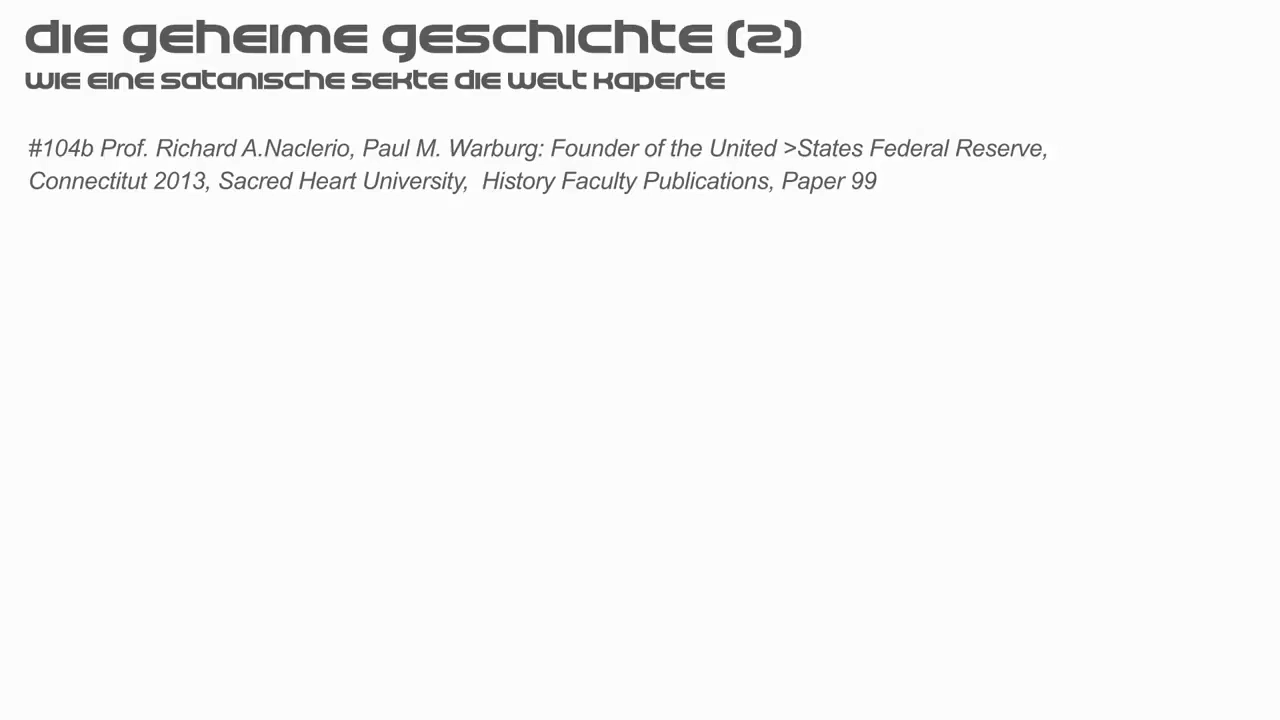 die geheime geschichte (2)
wie eine satanische sekte die welt kaperte
#104b Prof. Richard A.Naclerio, Paul M. Warburg: Founder of the United >States Federal Reserve,
Connectitut 2013, Sacred Heart University,  History Faculty Publications, Paper 99